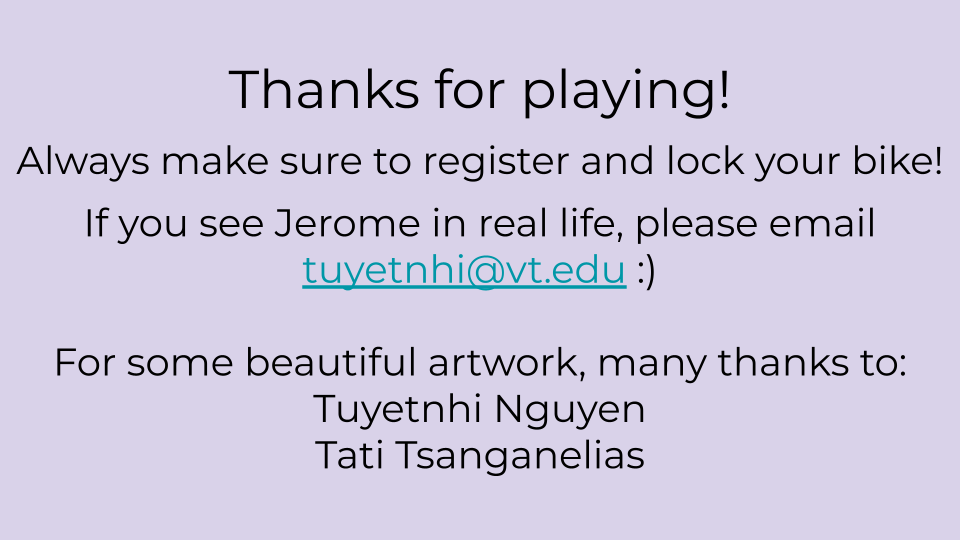 Thanks for playing!
Always make sure to register and lock your bike!
If you see Jerome in real life, please email
tuyetnhi@vt.edu :)
For some beautiful artwork, many thanks to:
Tuyetnhi Nguyen
Tati Tsanganelias